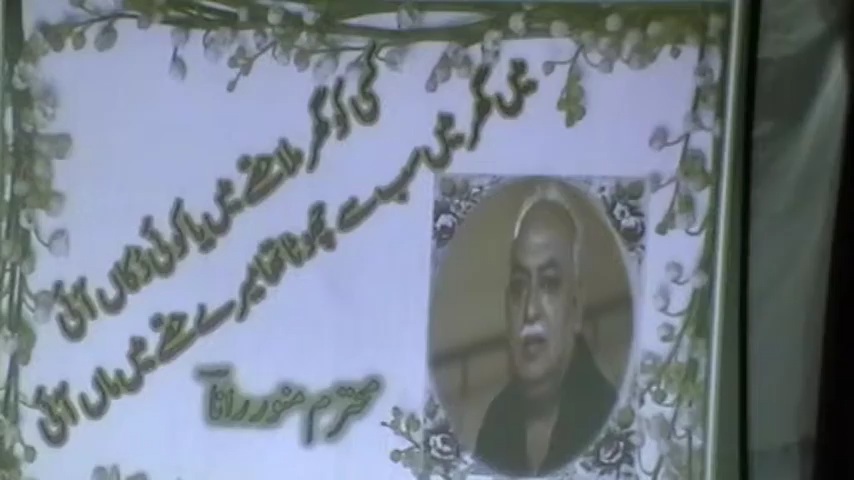 کسی کو گھر ملا حصے میں یا کوئی دکاں آئی
میں گھر میں سب سے چھوٹا تھا میرے حصے میں ماں آئی
محترم منور رانا